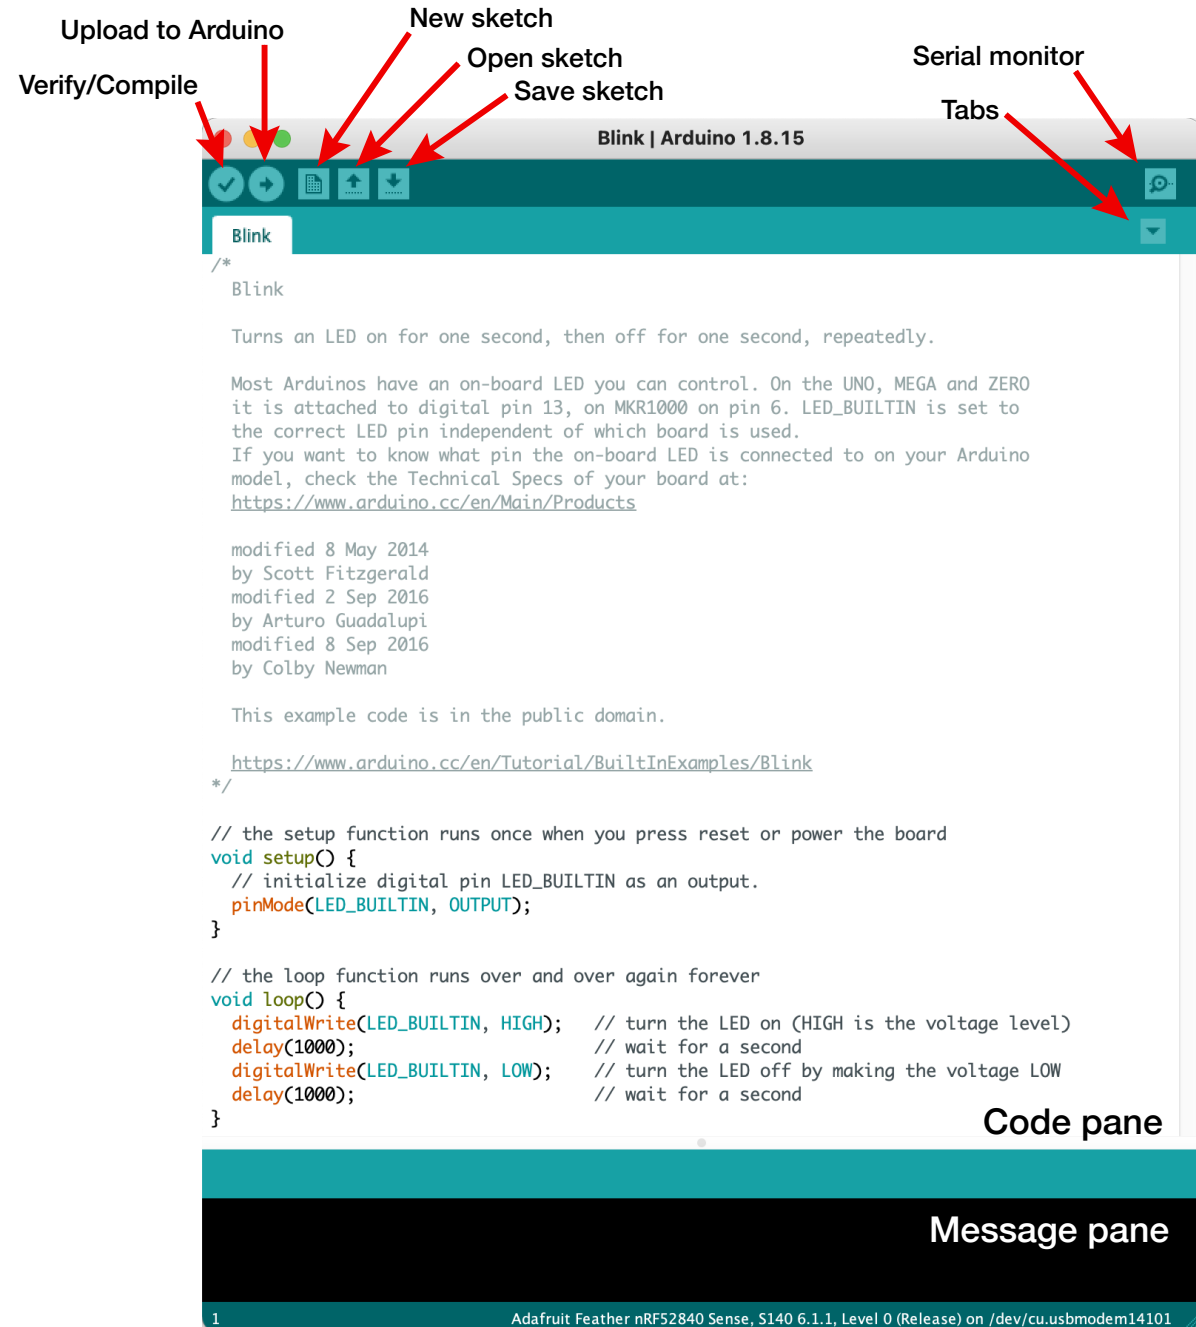 New sketch
Upload to Arduino
Open sketch
Serial monitor
Verify/Compile
Save sketch
Tabs
Blink | Arduino 1.8.15
Blink
/*
Blink
Turns an LED on for one second, then off for one second, repeatedly.
Most Arduinos have an on-board LED you can control. On the UNO, MEGA and ZERO
it is attached to digital pin 13, on MKR1000 on pin 6. LED_BUILTIN is set to
the correct LED pin independent of which board is used.
If you want to know what pin the on-board LED is connected to on your Arduino
model, check the Technical Specs of your board at:
https://www.arduino.cc/en/Main/Products
modified 8 May 2014
by Scott Fitzgerald
modified 2 Sep 2016
by Arturo Guadalupi
modified 8 Sep 2016
by Colby Newman
This example code is in the public domain.
https://www.arduino.cc/en/Tutorial/BuiltInExamples/Blink
*/
// the setup function runs once when you press reset or power the board
void setup() {
// initialize digital pin LED_BUILTIN as an output.
pinMode(LED_BUILTIN, OUTPUT);
}
// the loop function runs over and over again forever
void loop() {
digitalWrite(LED_BUILTIN, HIGH);   // turn the LED on (HIGH is the voltage level)
delay(1000);                       // wait for a second
digitalWrite(LED_BUILTIN, LOW);    // turn the LED off by making the voltage LOW
delay(1000);                       // wait for a second
}
Code pane
Message pane
1 Adafruit Feather nRF52840 Sense, S140 6.1.1, Level 0 (Release) on /dev/cu.usbmodem14101